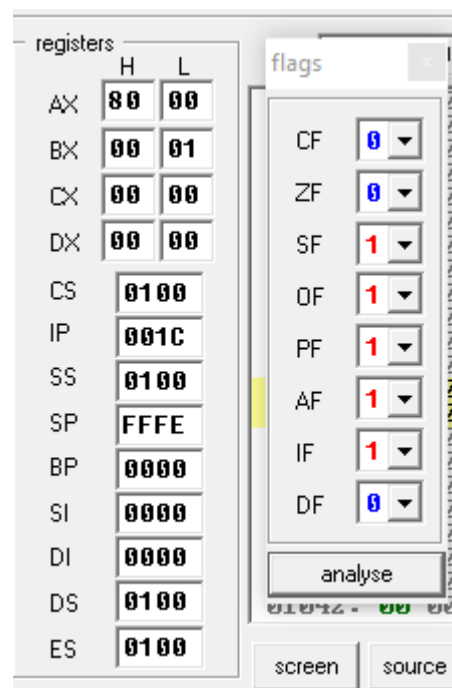 registers
H L
AX 80 00
BX 00 01
CX 00 00
DX 00 00
CS 0100
IP 001C
SS 0100
SP FFFE
BP 0000
SI 0000
DI 0000
DS 0100
ES 0100
flags
x
CF 0
ZF 0
SF 1
OF 1
PF 1
AF 1
IF 1
DF 0
analyse
01042: 00
screen
source